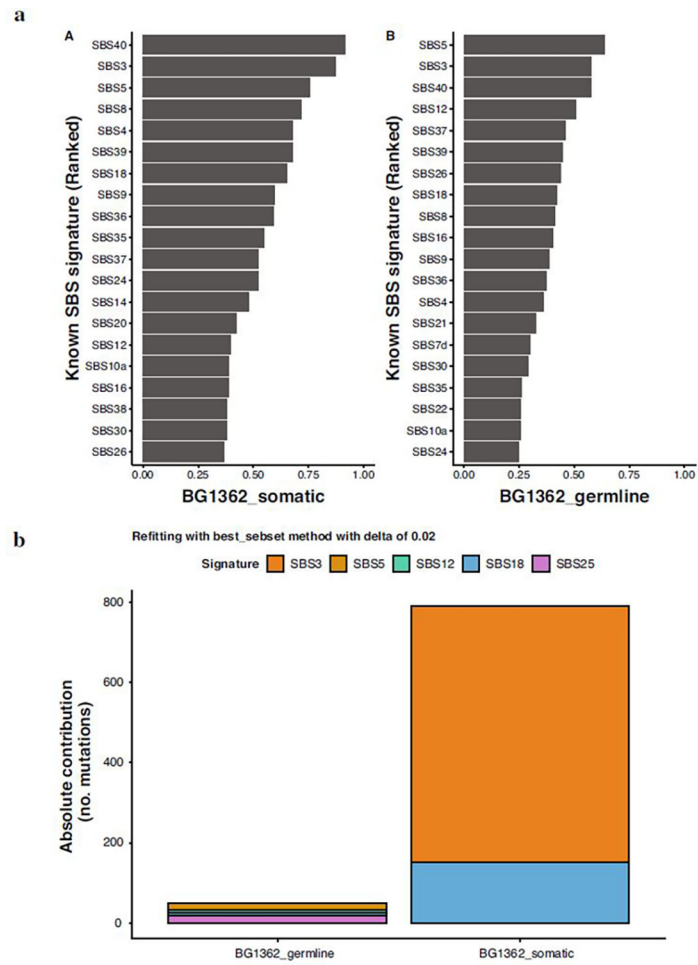 a
A
Known SBS signature (Ranked)
SBS40
SBS3
SBS5
SBS8
SBS4
SBS39
SBS18
SBS9
SBS36
SBS35
SBS37
SBS24
SBS14
SBS20
SBS12
SBS10a
SBS16
SBS38
SBS30
SBS26
0.00 0.25 0.50 0.75 1.00
BG1362_somatic
B
Known SBS signature (Ranked)
SBS5
SBS3
SBS40
SBS12
SBS37
SBS39
SBS26
SBS18
SBS8
SBS16
SBS9
SBS36
SBS4
SBS21
SBS7d
SBS30
SBS35
SBS22
SBS10a
SBS24
0.00 0.25 0.50 0.75 1.00
BG1362_germline
b
Refitting with best_sebset method with delta of 0.02
Signature SBS3 SBS5 SBS12 SBS18 SBS25
Absolute contribution
(no. mutations)
800
600
400
200
0
BG1362_germline BG1362_somatic